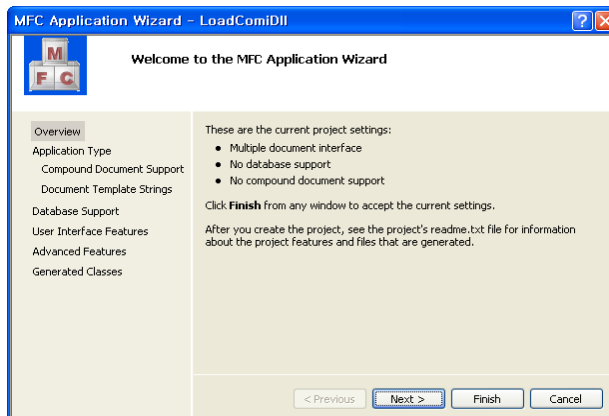 MFC Application Wizard - LoadComiDll
M
F C
Welcome to the MFC Application Wizard
Overview
Application Type
Compound Document Support
Document Template Strings
Database Support
User Interface Features
Advanced Features
Generated Classes
These are the current project settings:
• Multiple document interface
• No database support
• No compound document support
Click Finish from any window to accept the current settings.
After you create the project, see the project's readme.txt file for information
about the project features and files that are generated.
< Previous
Next >
Finish
Cancel